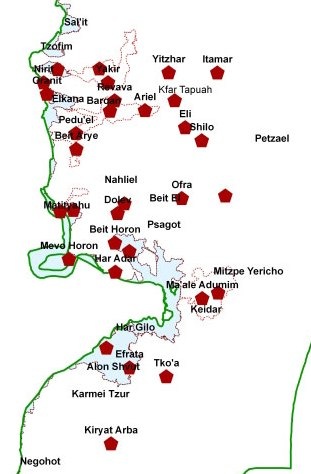 Sal'it
Tzofim
Yitzhar
Itamar
Nirit
Yakir
Oranit
Revava
Kfar Tapuah
Elkana
Barqan
Ariel
Pedu'el
Eli
Shilo
Beit Arye
Petzael
Nahliel
Ofra
Dolev
Beit El
Matityahu
Psagot
Beit Horon
Mevo Horon
Har Adar
Mitzpe Yericho
Ma'ale Adumim
Keidar
Har Gilo
Efrata
Alon Shvut
Tko'a
Karmei Tzur
Kiryat Arba
Negohot